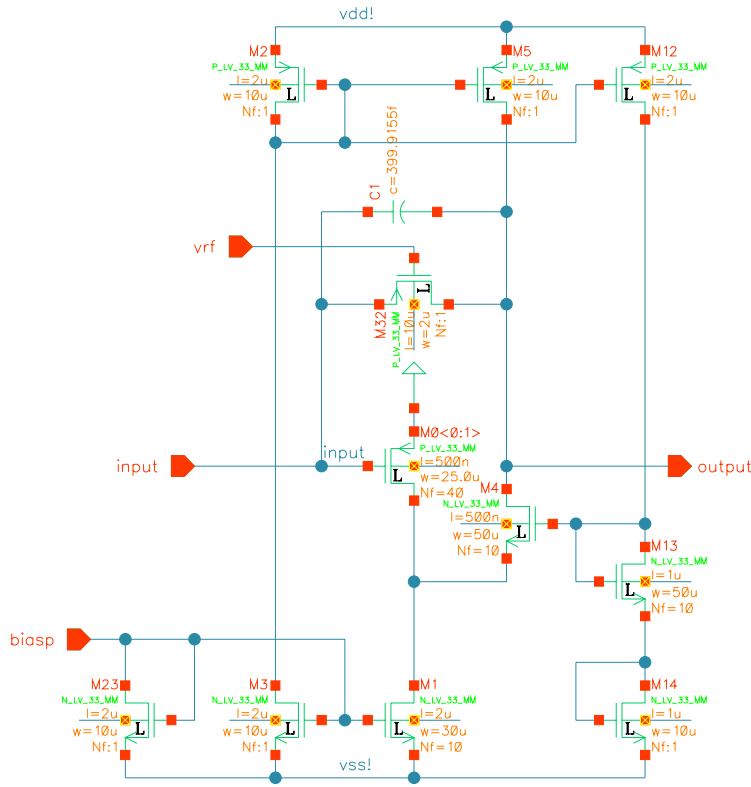 vdd!
M2
P_LV_33_MM
l=2u
w=10u
Nf:1
L
M5
P_LV_33_MM
l=2u
w=10u
Nf:1
L
M12
P_LV_33_MM
l=2u
w=10u
Nf:1
L
C1
c=399.9155f
vrf
M32
P_LV_33_MM
l=10u
w=2u
Nf:1
L
input
input
M0<0:1>
P_LV_33_MM
l=500n
w=25.0u
Nf=40
L
output
M4
N_LV_33_MM
l=500n
w=50u
Nf=10
L
M13
N_LV_33_MM
l=1u
w=50u
Nf=10
L
biasp
M23
N_LV_33_MM
l=2u
w=10u
Nf:1
L
M3
N_LV_33_MM
l=2u
w=10u
Nf:1
L
M1
N_LV_33_MM
l=2u
w=30u
Nf=10
L
M14
N_LV_33_MM
l=1u
w=10u
Nf:1
L
vss!